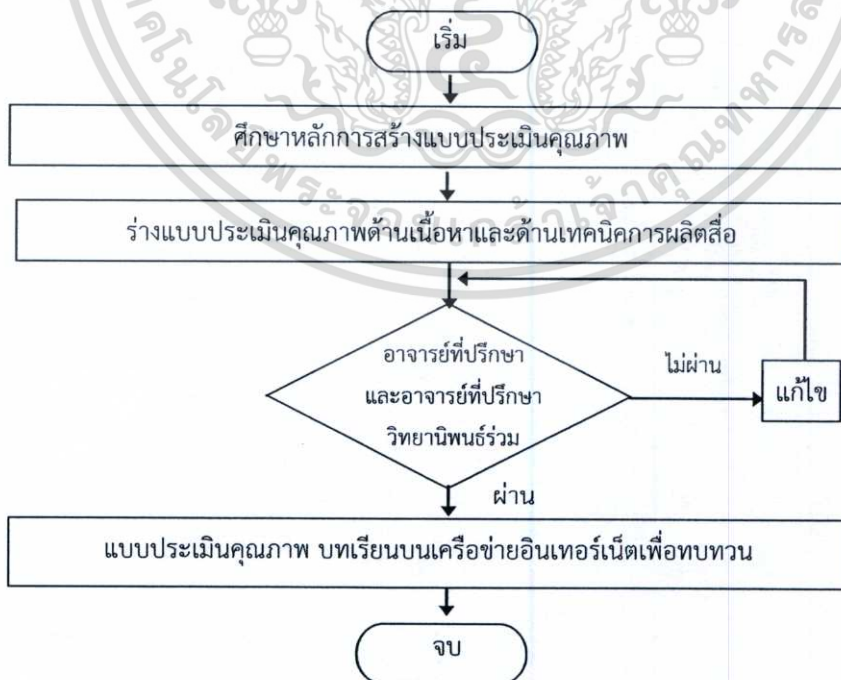 เริ่ม
ศึกษาหลักการสร้างแบบประเมินคุณภาพ
ร่างแบบประเมินคุณภาพด้านเนื้อหาและด้านเทคนิคการผลิตสื่อ
อาจารย์ที่ปรึกษา
และอาจารย์ที่ปรึกษา
วิทยานิพนธ์ร่วม
ไม่ผ่าน
แก้ไข
ผ่าน
แบบประเมินคุณภาพ บทเรียนบนเครือข่ายอินเทอร์เน็ตเพื่อทบทวน
จบ